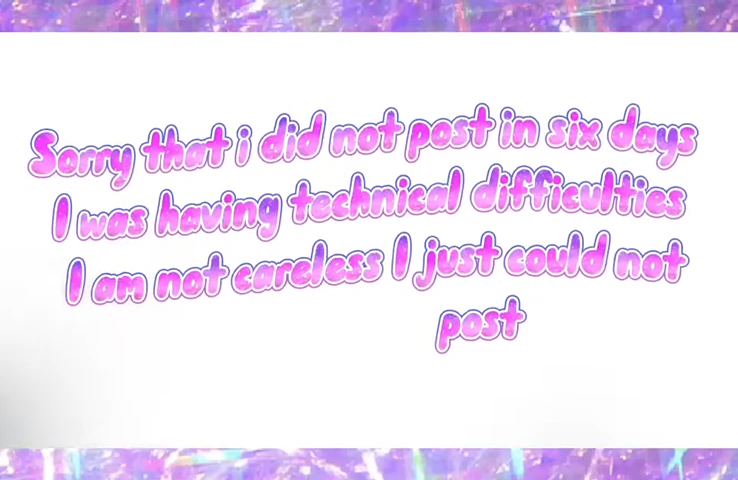 Sorry that i did not post in six days
I was having technical difficulties
I am not careless I just could not
post